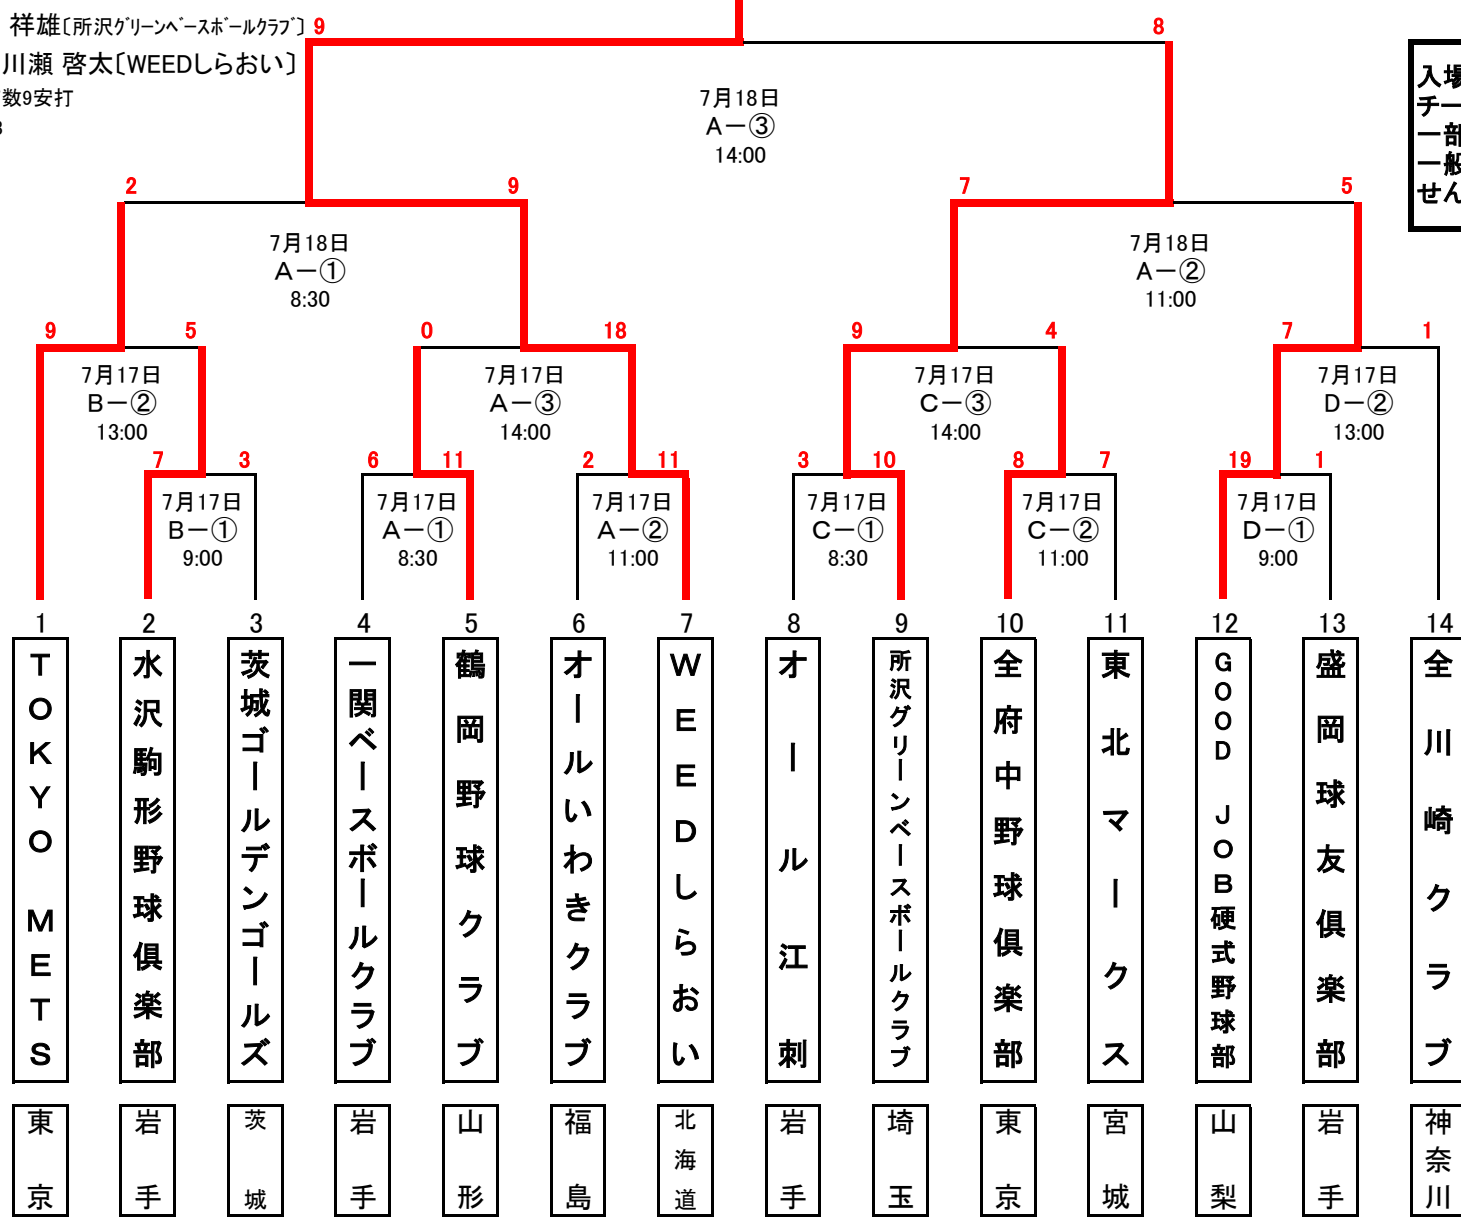 祥雄〔所沢グリーンベースボールクラブ〕
9
8
川瀬 啓太〔WEEDしらおい〕
数9安打
入場
チー
一部
一般
せん
7月18日
A－③
14:00
2
9
7
5
7月18日
A－①
8:30
7月18日
A－②
11:00
9
5
0
18
9
4
7
1
7月17日
B－②
13:00
7月17日
A－③
14:00
7月17日
C－③
14:00
7月17日
D－②
13:00
7
3
6
11
2
11
3
10
8
7
19
1
7月17日
B－①
9:00
7月17日
A－①
8:30
7月17日
A－②
11:00
7月17日
C－①
8:30
7月17日
C－②
11:00
7月17日
D－①
9:00
1
2
3
4
5
6
7
8
9
10
11
12
13
14
TOKYO METS
水沢駒形野球倶楽部
茨城ゴールデンゴールズ
一関ベースボールクラブ
鶴岡野球クラブ
オールいわきクラブ
WEEDしらおい
オール江刺
所沢グリーンベースボールクラブ
全府中野球倶楽部
東北マークス
GOOD JOB硬式野球部
盛岡球友倶楽部
全川崎クラブ
東京
岩手
茨城
岩手
山形
福島
北海道
岩手
埼玉
東京
宮城
山梨
岩手
神奈川